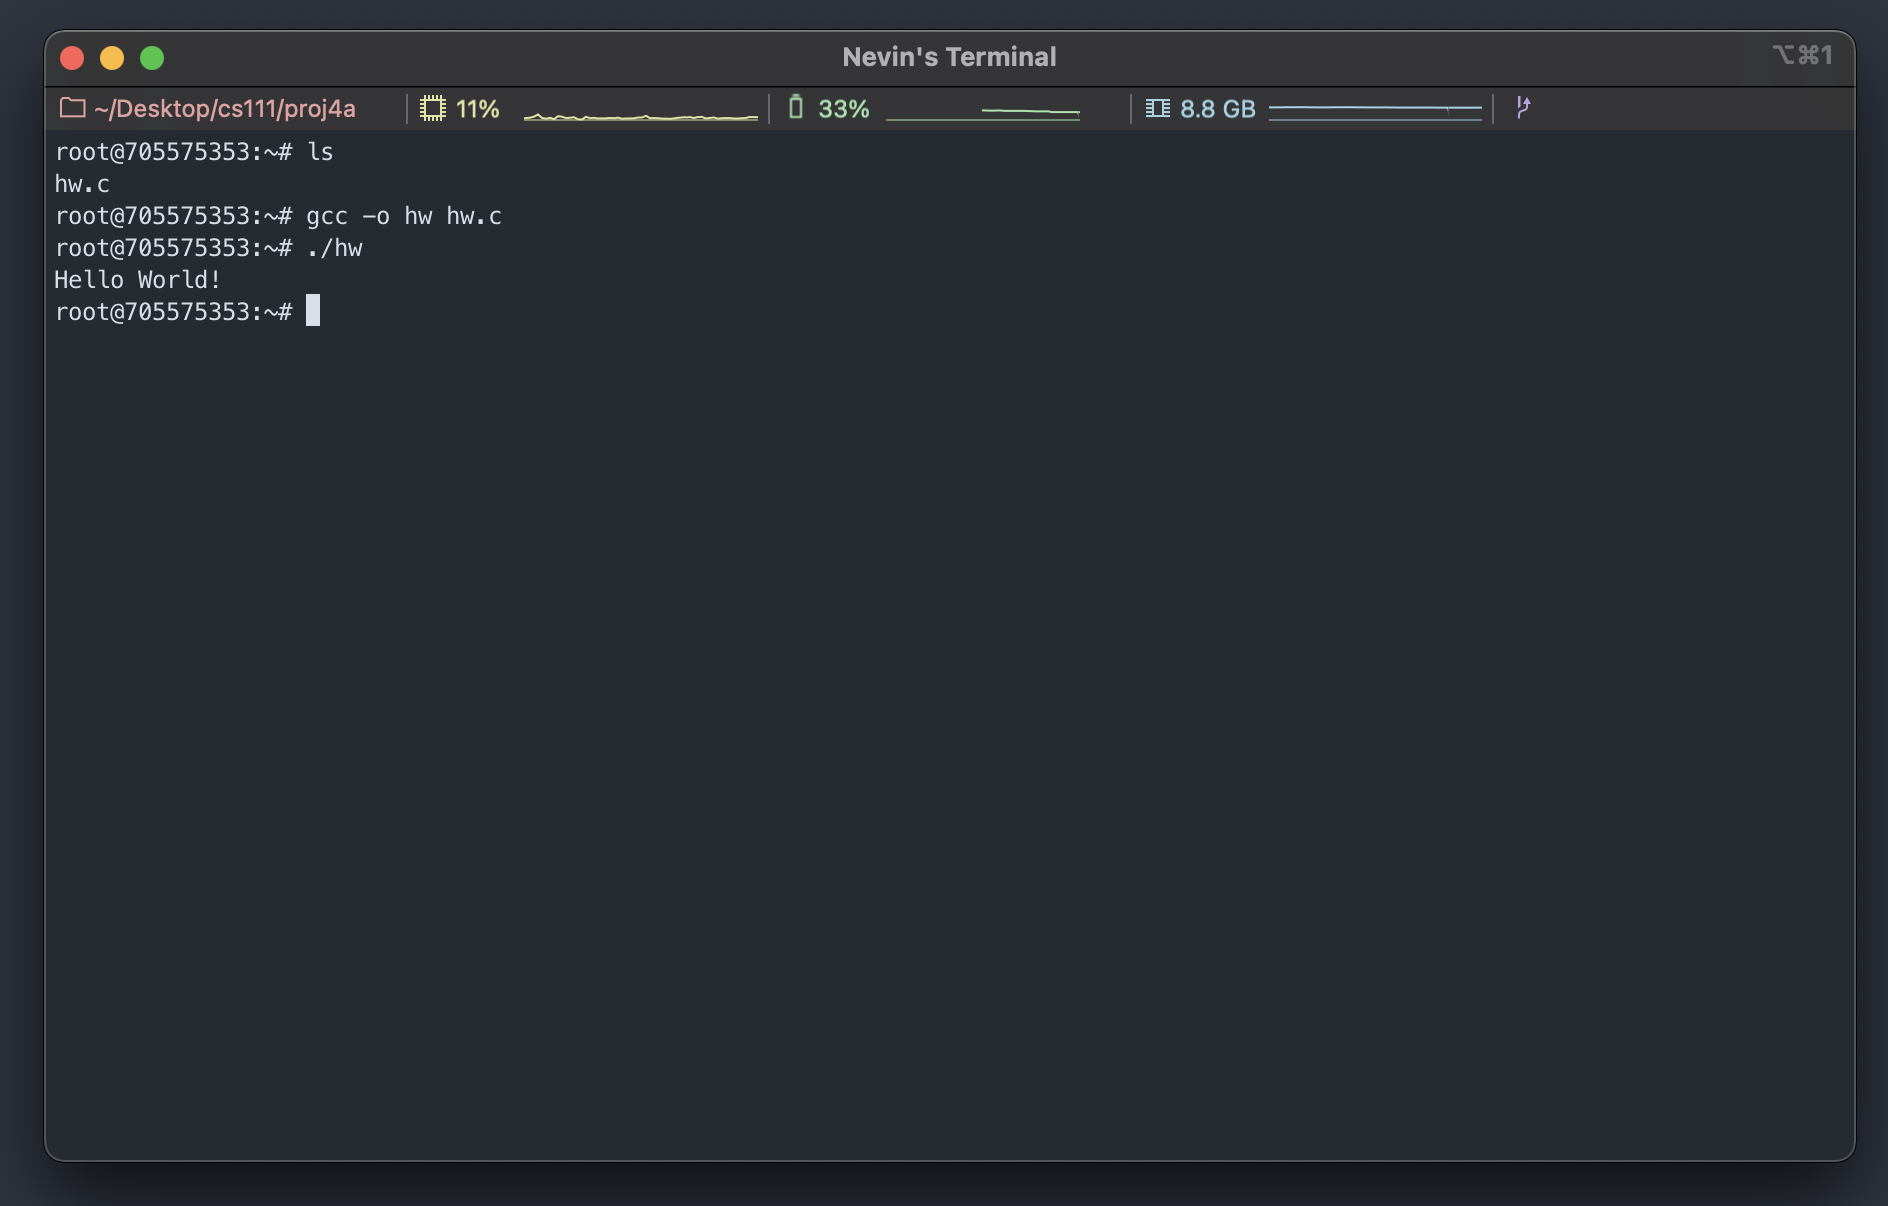 Nevin's Terminal
⌥⌘1
~/Desktop/cs111/proj4a 11% 33% 8.8 GB
root@705575353:~# ls
hw.c
root@705575353:~# gcc -o hw hw.c
root@705575353:~# ./hw
Hello World!
root@705575353:~#